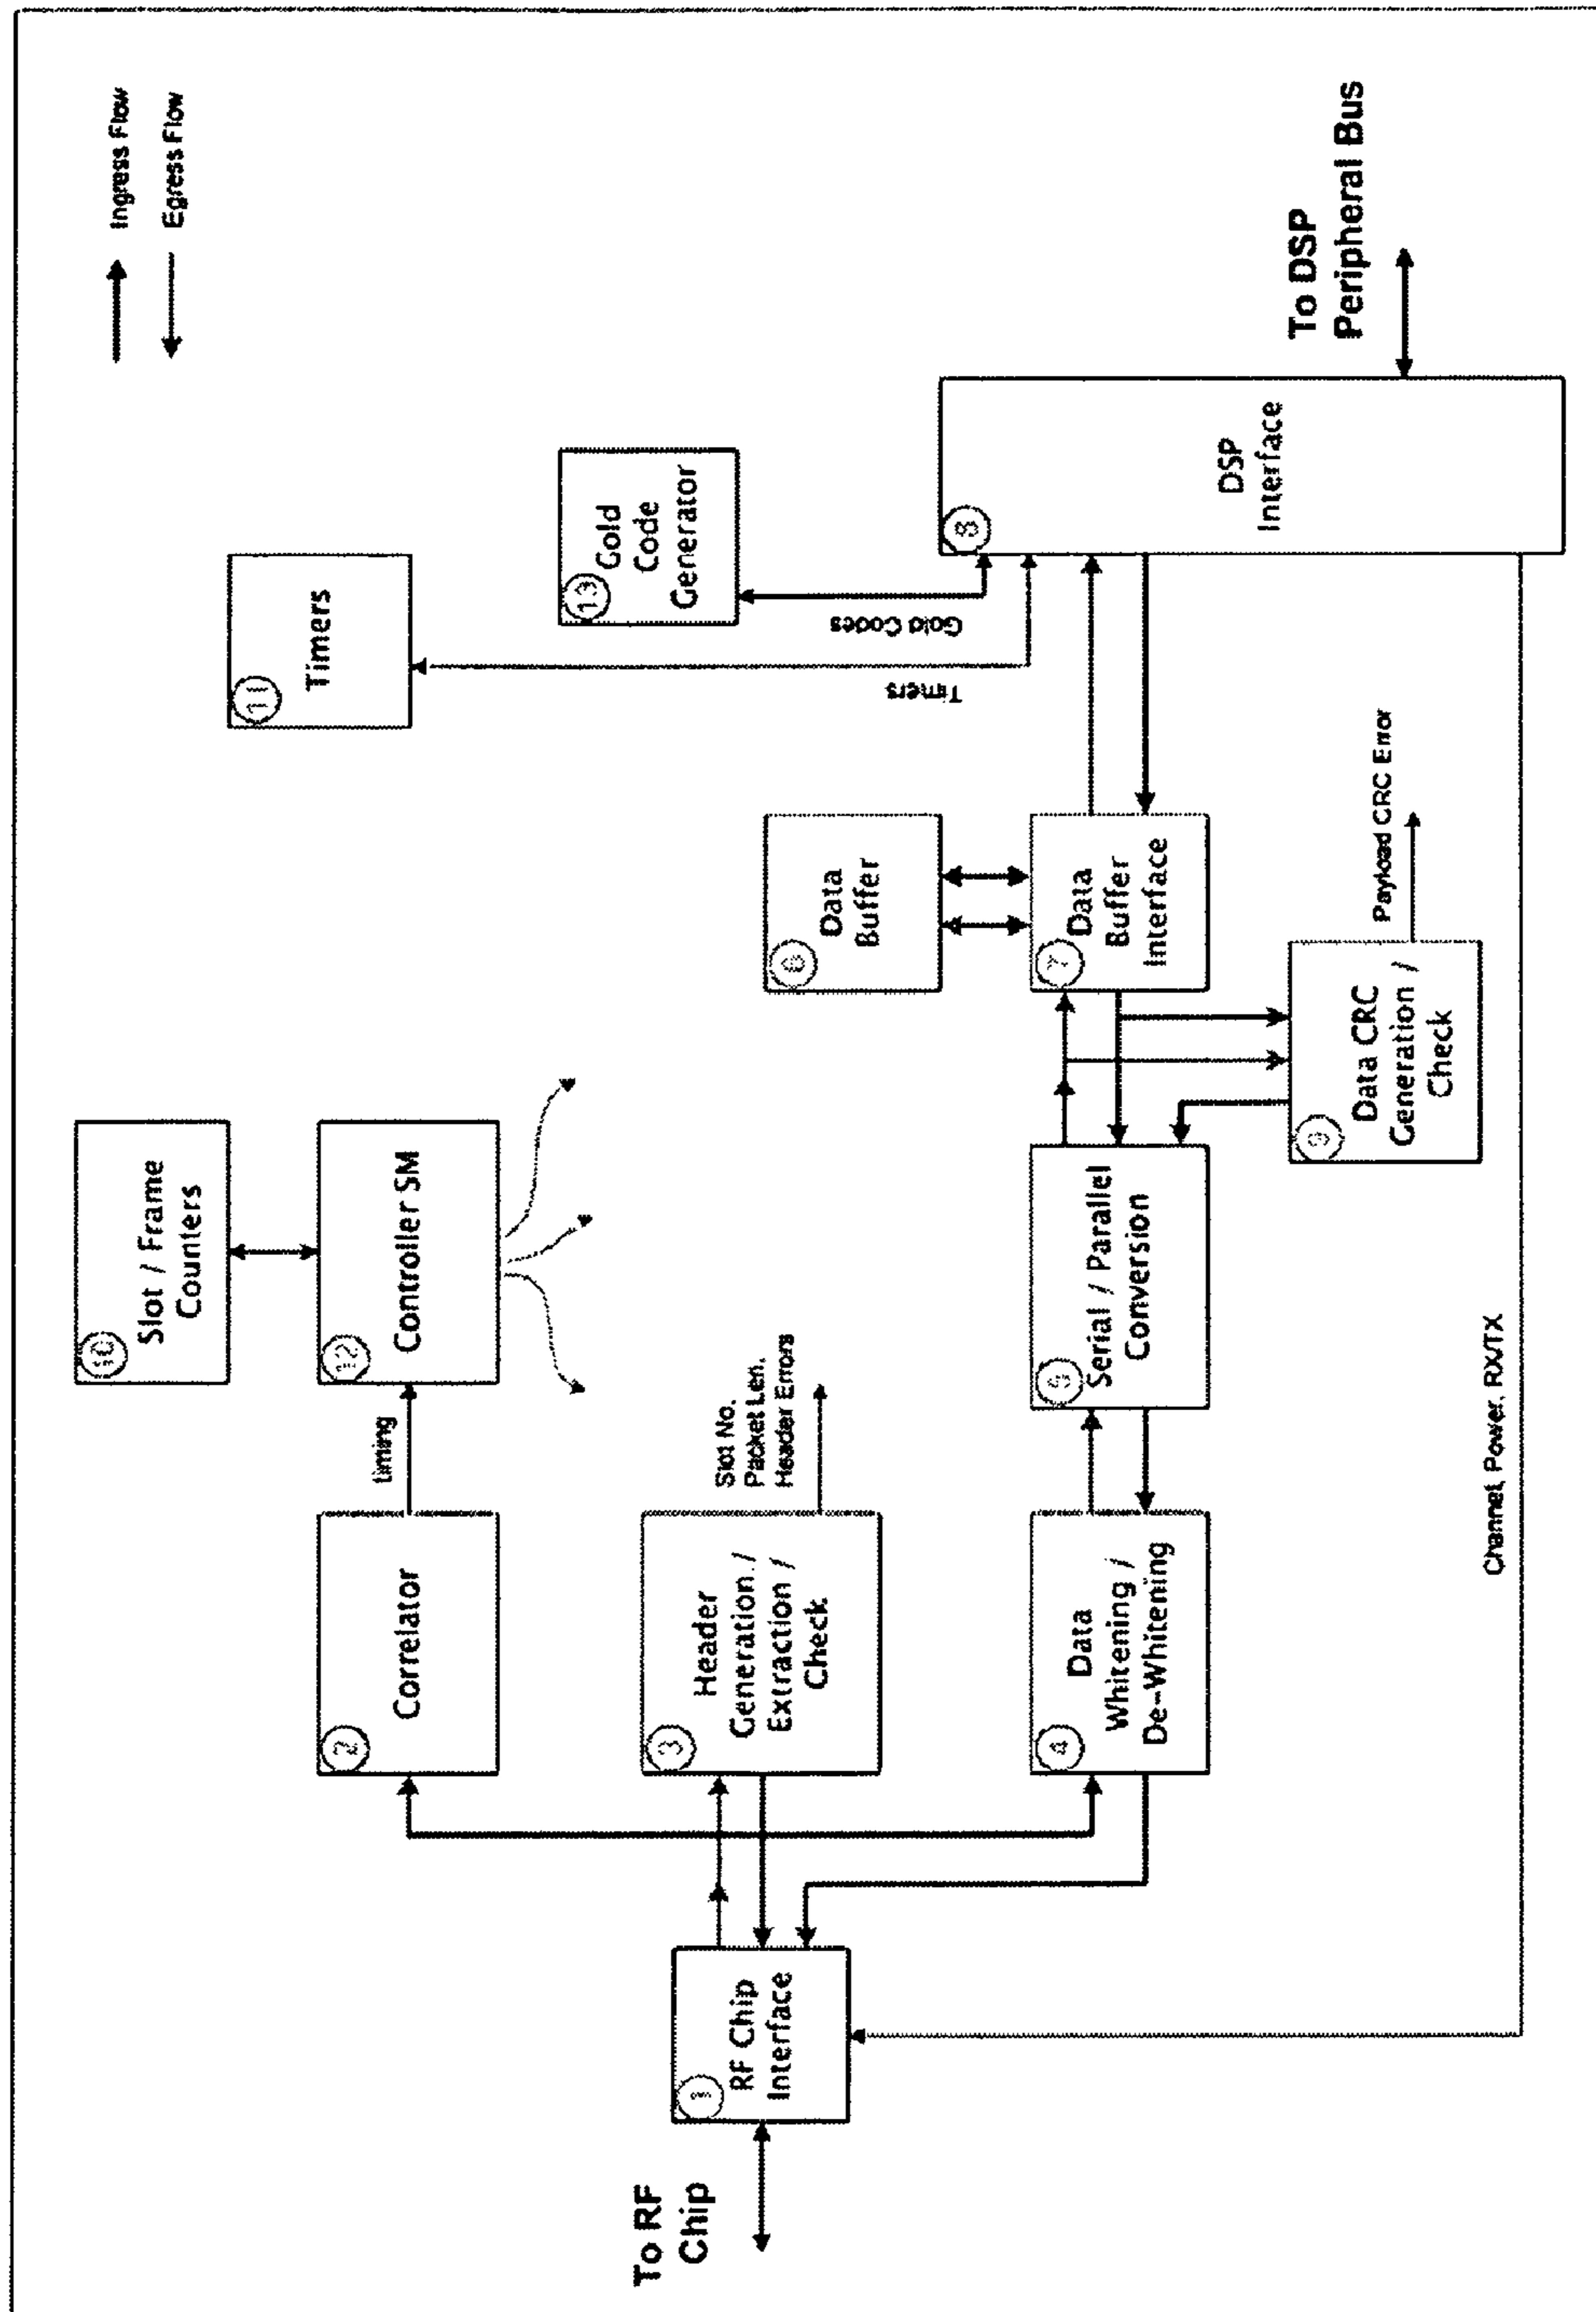 Ingress Flow
Egress Flow
10
Slot / Frame
Counters
11
Timers
2
Correlator
timing
12
Controller SM
13
Gold
Code
Generator
Gold Codes
Timers
To RF
Chip
1
RF Chip
Interface
3
Header
Generation /
Extraction /
Check
Slot No.
Packet Len.
Header Errors
6
Data
Buffer
4
Data
Whitening /
De-Whitening
5
Serial / Parallel
Conversion
7
Data
Buffer
Interface
8
DSP
Interface
To DSP
Peripheral Bus
9
Data CRC
Generation /
Check
Payload CRC Error
Channel, Power, RX/TX